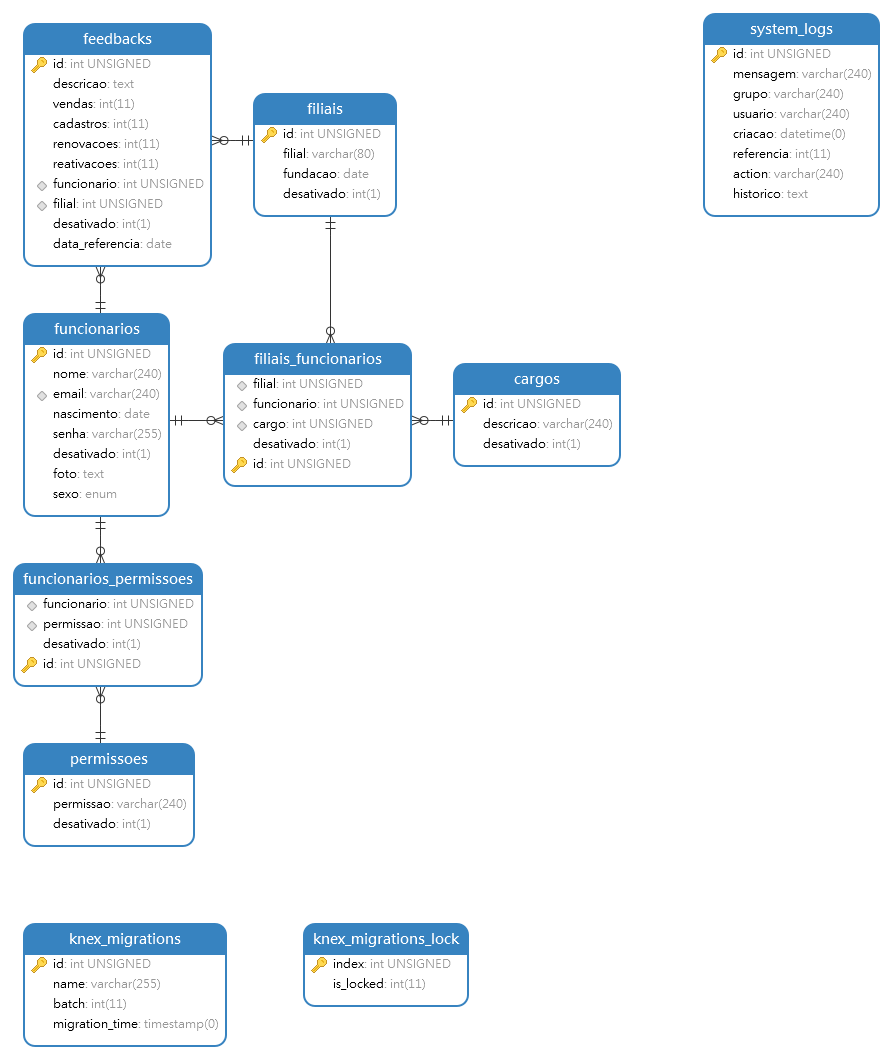 feedbacks
id: int UNSIGNED
descricao: text
vendas: int(11)
cadastros: int(11)
renovacoes: int(11)
reativacoes: int(11)
funcionario: int UNSIGNED
filial: int UNSIGNED
desativado: int(1)
data_referencia: date
filiais
id: int UNSIGNED
filial: varchar(80)
fundacao: date
desativado: int(1)
system_logs
id: int UNSIGNED
mensagem: varchar(240)
grupo: varchar(240)
usuario: varchar(240)
criacao: datetime(0)
referencia: int(11)
action: varchar(240)
historico: text
funcionarios
id: int UNSIGNED
nome: varchar(240)
email: varchar(240)
nascimento: date
senha: varchar(255)
desativado: int(1)
foto: text
sexo: enum
filiais_funcionarios
filial: int UNSIGNED
funcionario: int UNSIGNED
cargo: int UNSIGNED
desativado: int(1)
id: int UNSIGNED
cargos
id: int UNSIGNED
descricao: varchar(240)
desativado: int(1)
funcionarios_permissoes
funcionario: int UNSIGNED
permissao: int UNSIGNED
desativado: int(1)
id: int UNSIGNED
permissoes
id: int UNSIGNED
permissao: varchar(240)
desativado: int(1)
knex_migrations
id: int UNSIGNED
name: varchar(255)
batch: int(11)
migration_time: timestamp(0)
knex_migrations_lock
index: int UNSIGNED
is_locked: int(11)